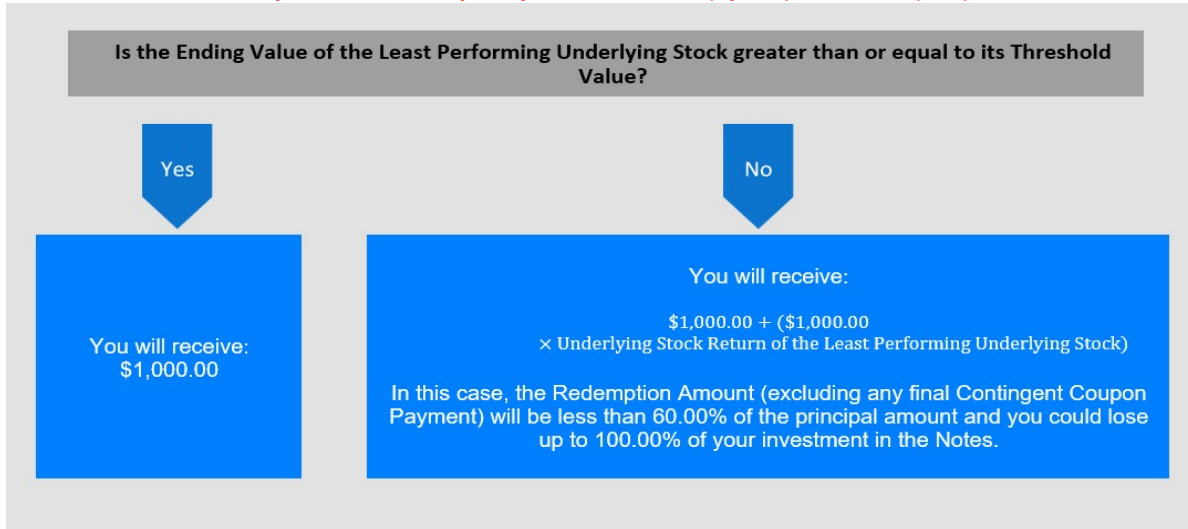 Is the Ending Value of the Least Performing Underlying Stock greater than or equal to its Threshold
Value?
Yes
No
You will receive:
$1,000.00
You will receive:
$1,000.00 + ($1,000.00
× Underlying Stock Return of the Least Performing Underlying Stock)
In this case, the Redemption Amount (excluding any final Contingent Coupon
Payment) will be less than 60.00% of the principal amount and you could lose
up to 100.00% of your investment in the Notes.